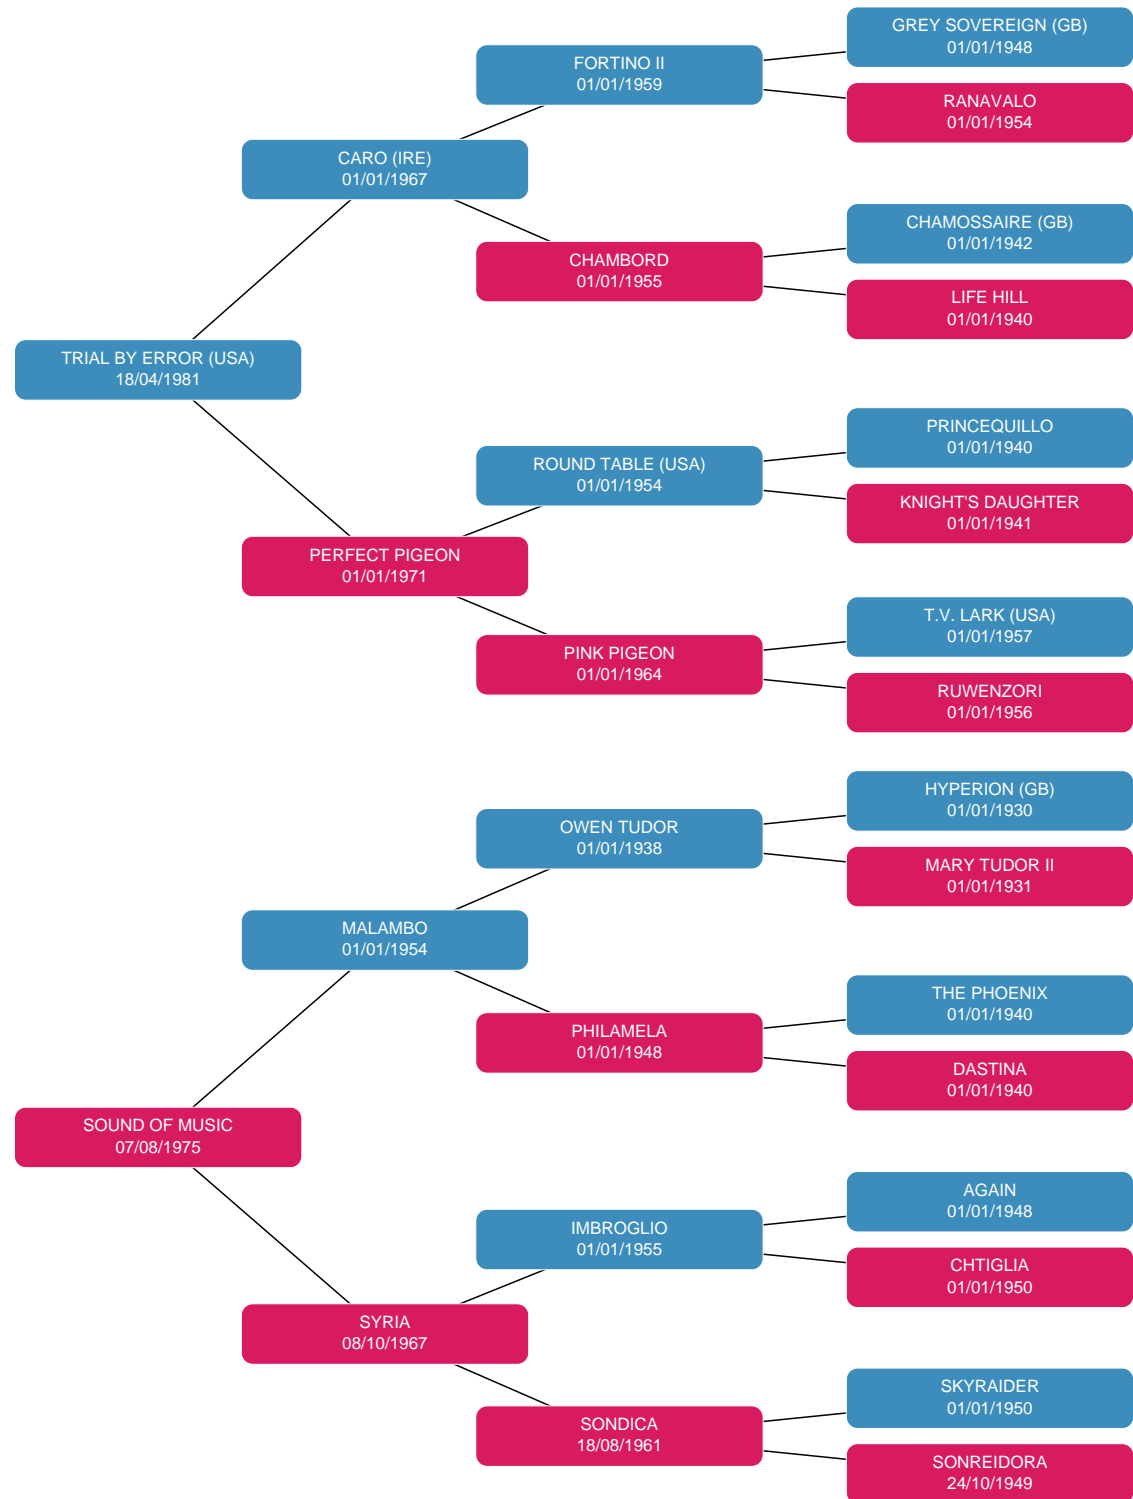 GREY SOVEREIGN (GB)
01/01/1948
FORTINO II
01/01/1959
RANAVALO
01/01/1954
CARO (IRE)
01/01/1967
CHAMOSSAIRE (GB)
01/01/1942
CHAMBORD
01/01/1955
LIFE HILL
01/01/1940
TRIAL BY ERROR (USA)
18/04/1981
PRINCEQUILLO
01/01/1940
ROUND TABLE (USA)
01/01/1954
KNIGHT'S DAUGHTER
01/01/1941
PERFECT PIGEON
01/01/1971
T.V. LARK (USA)
01/01/1957
PINK PIGEON
01/01/1964
RUWENZORI
01/01/1956
HYPERION (GB)
01/01/1930
OWEN TUDOR
01/01/1938
MARY TUDOR II
01/01/1931
MALAMBO
01/01/1954
THE PHOENIX
01/01/1940
PHILAMELA
01/01/1948
DASTINA
01/01/1940
SOUND OF MUSIC
07/08/1975
AGAIN
01/01/1948
IMBROGLIO
01/01/1955
CHTIGLIA
01/01/1950
SYRIA
08/10/1967
SKYRAIDER
01/01/1950
SONDICA
18/08/1961
SONREIDORA
24/10/1949